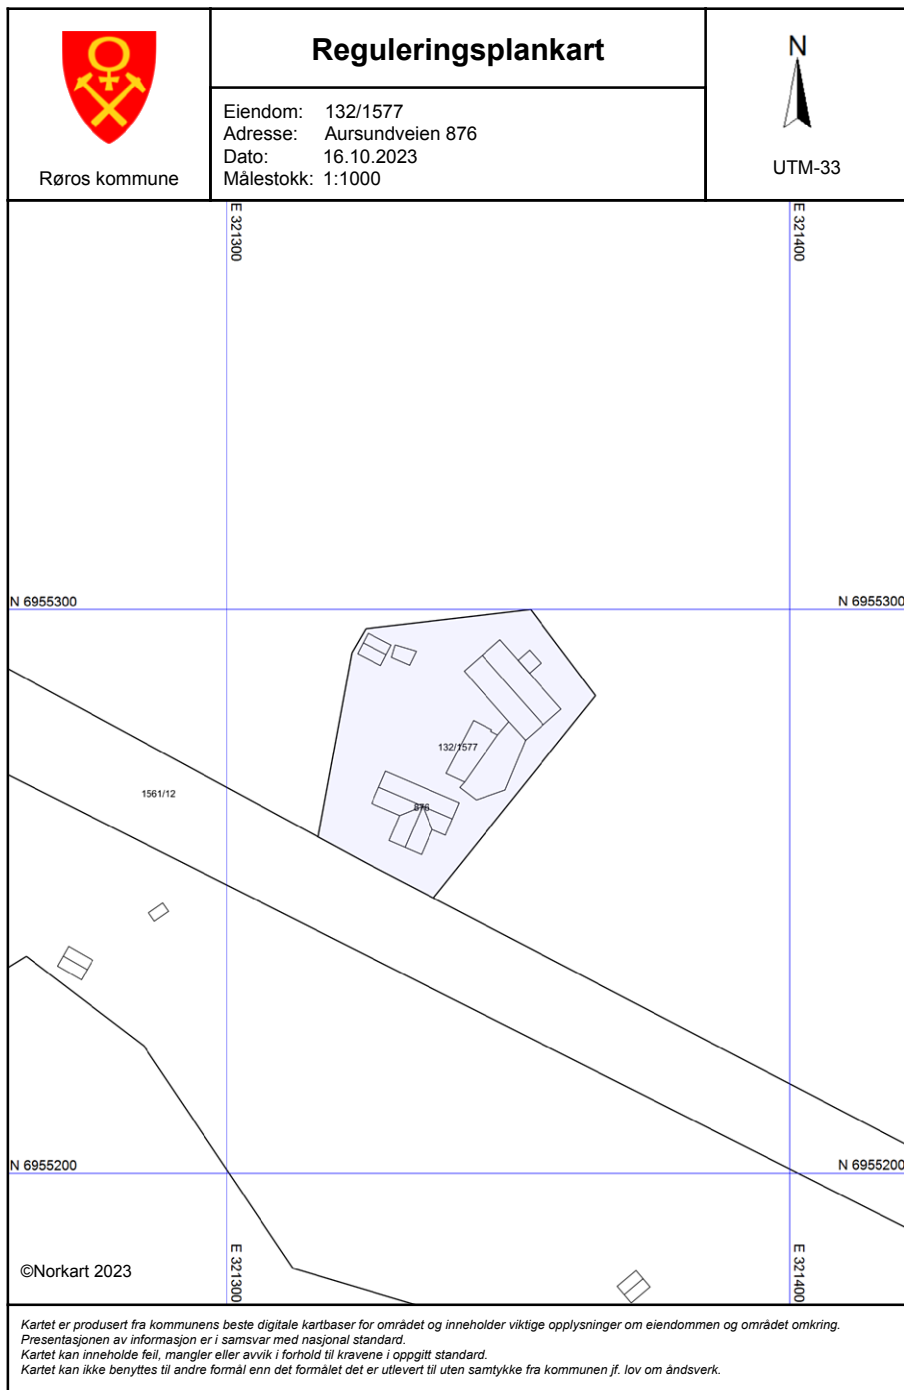 Reguleringsplankart
Eiendom: 132/1577
Adresse: Aursundveien 876
Dato: 16.10.2023
Målestokk: 1:1000
Røros kommune
N
UTM-33
E 321300
E 321400
N 6955300
N 6955300
132/1577
1561/12
876
N 6955200
N 6955200
E 321300
E 321400
©Norkart 2023
Kartet er produsert fra kommunens beste digitale kartbaser for området og inneholder viktige opplysninger om eiendommen og området omkring.
Presentasjonen av informasjon er i samsvar med nasjonal standard.
Kartet kan inneholde feil, mangler eller avvik i forhold til kravene i oppgitt standard.
Kartet kan ikke benyttes til andre formål enn det formålet det er utlevert til uten samtykke fra kommunen jf. lov om åndsverk.